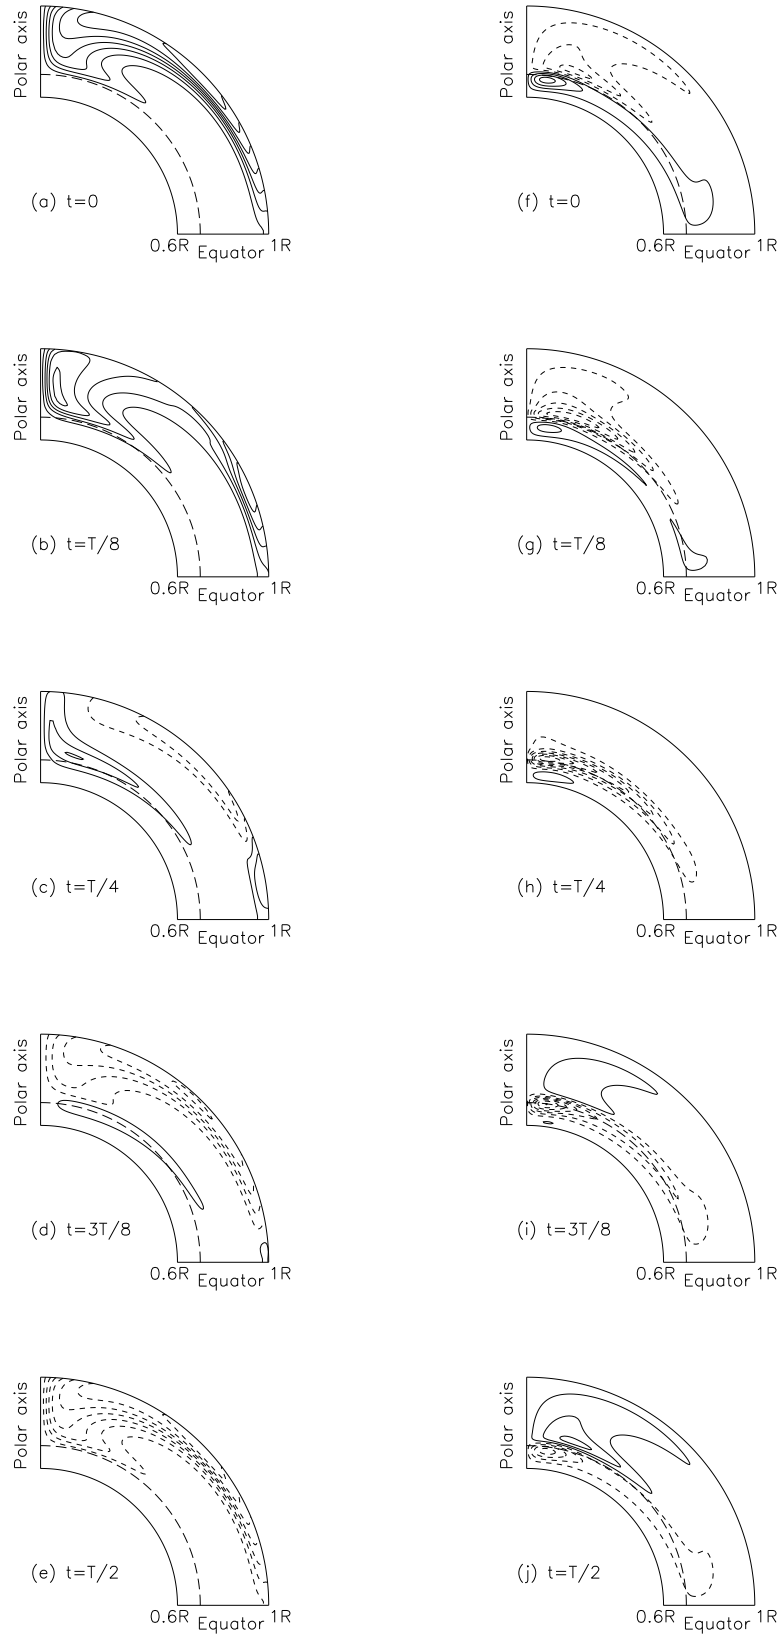 Polar axis
(a) t=0
0.6R Equator 1R
Polar axis
(f) t=0
0.6R Equator 1R
Polar axis
(b) t=T/8
0.6R Equator 1R
Polar axis
(g) t=T/8
0.6R Equator 1R
Polar axis
(c) t=T/4
0.6R Equator 1R
Polar axis
(h) t=T/4
0.6R Equator 1R
Polar axis
(d) t=3T/8
0.6R Equator 1R
Polar axis
(i) t=3T/8
0.6R Equator 1R
Polar axis
(e) t=T/2
0.6R Equator 1R
Polar axis
(j) t=T/2
0.6R Equator 1R